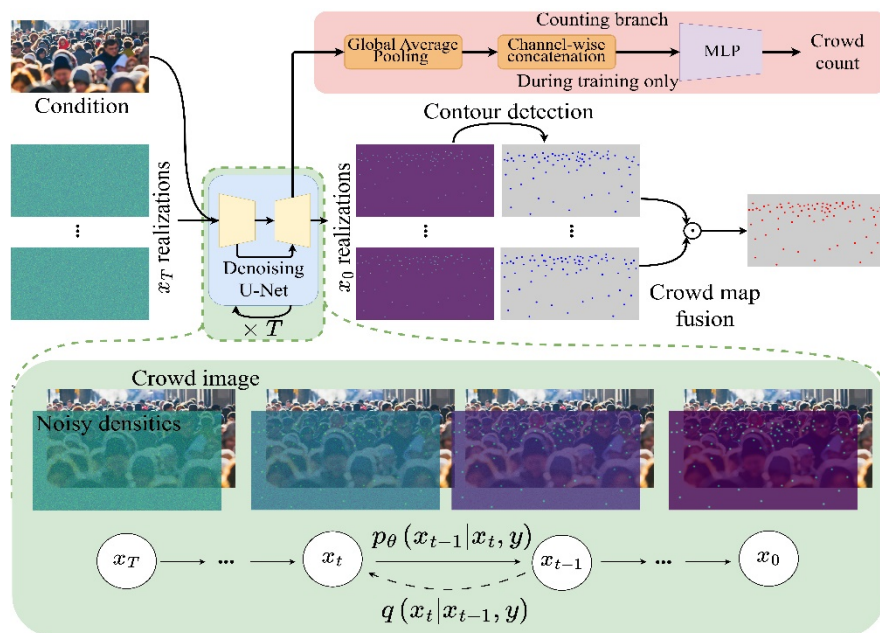 Counting branch
Global Average
Pooling
Channel-wise
concatenation
MLP
Crowd
count
During training only
Condition
Contour detection
x_T realizations
Denoising
U-Net
× T
x_0 realizations
Crowd map
fusion
...
...
...
Crowd image
Noisy densities
x_T
...
x_t
p_θ (x_{t-1}|x_t, y)
x_{t-1}
...
x_0
q (x_t|x_{t-1}, y)